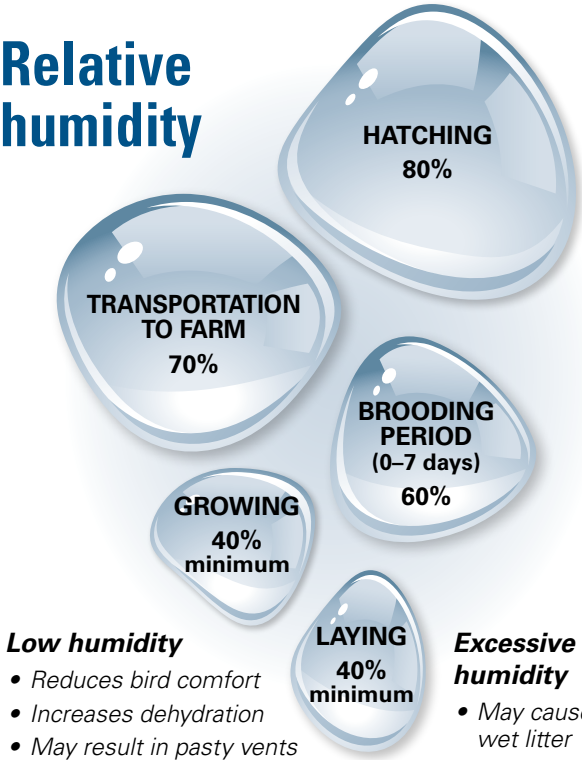 Relative
humidity
HATCHING
80%
TRANSPORTATION
TO FARM
70%
BROODING
PERIOD
(0–7 days)
60%
GROWING
40%
minimum
LAYING
40%
minimum
Low humidity
• Reduces bird comfort
• Increases dehydration
• May result in pasty vents
Excessive
humidity
• May cause
wet litter